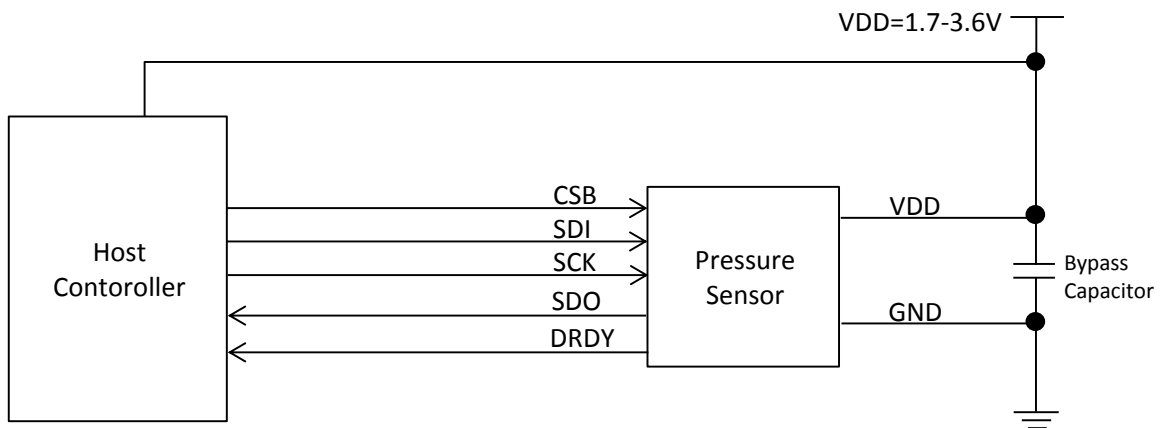 VDD=1.7-3.6V
CSB
SDI
SCK
SDO
DRDY
Host
Contoroller
Pressure
Sensor
VDD
GND
Bypass
Capacitor